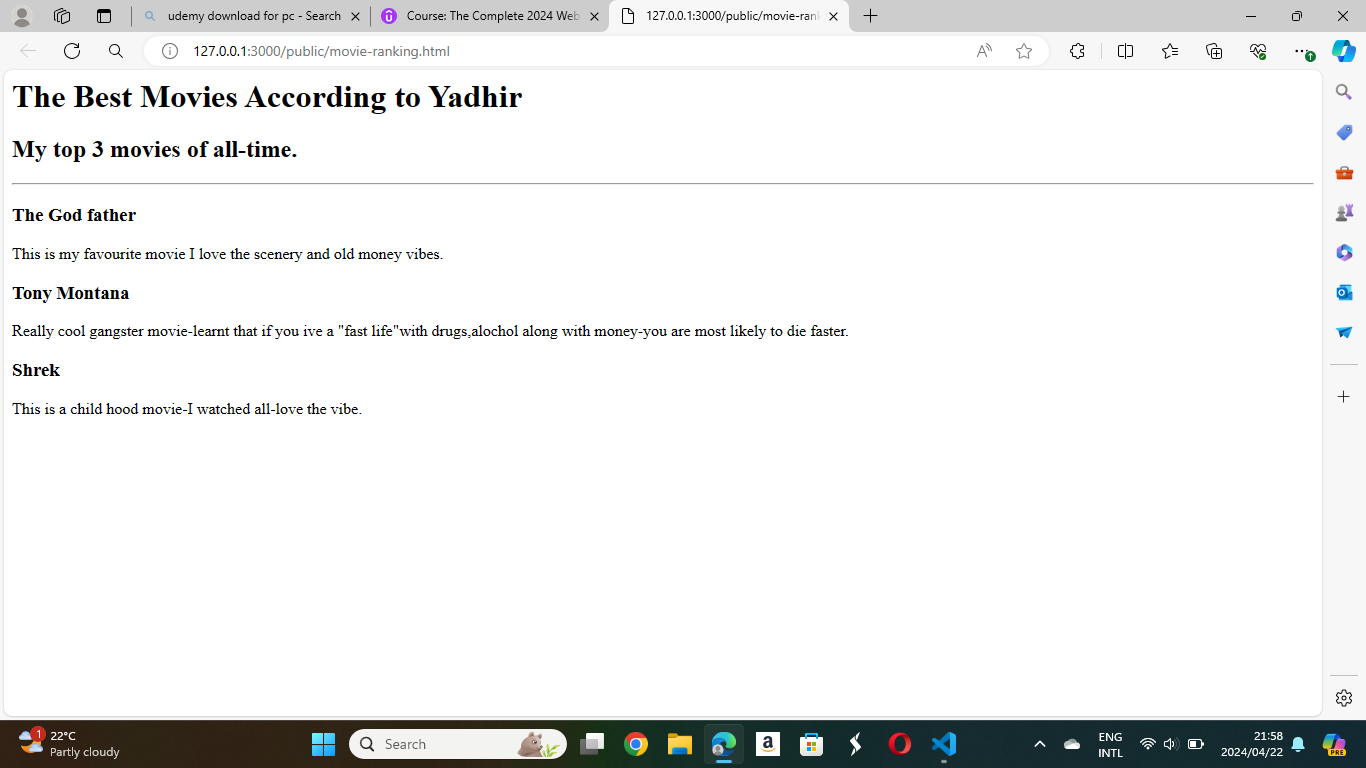 udemy download for pc - Search
Course: The Complete 2024 Web
127.0.0.1:3000/public/movie-rank
127.0.0.1:3000/public/movie-ranking.html
The Best Movies According to Yadhir
My top 3 movies of all-time.
The God father
This is my favourite movie I love the scenery and old money vibes.
Tony Montana
Really cool gangster movie-learnt that if you ive a "fast life"with drugs,alochol along with money-you are most likely to die faster.
Shrek
This is a child hood movie-I watched all-love the vibe.
1
22°C
Partly cloudy
Search
a
ENG
INTL
21:58
2024/04/22
PRE